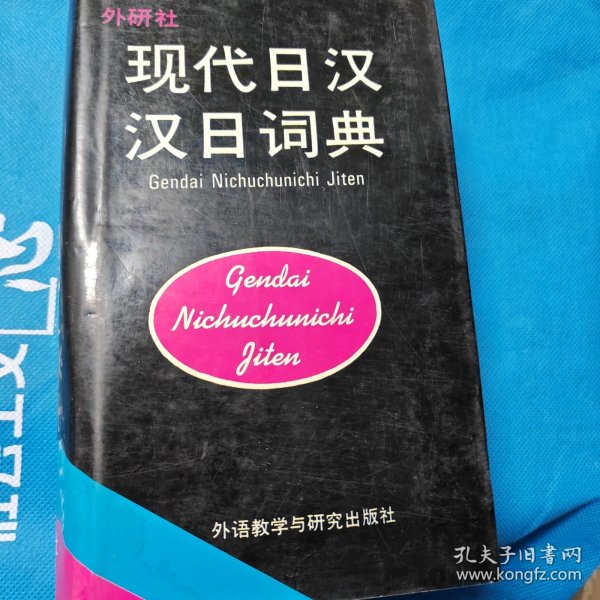 外研社
现代日汉
汉日词典
Gendai Nichuchunichi Jiten
Gendai
Nichuchunichi
Jiten
外语教学与研究出版社
孔夫子旧书网
www.kongfz.com